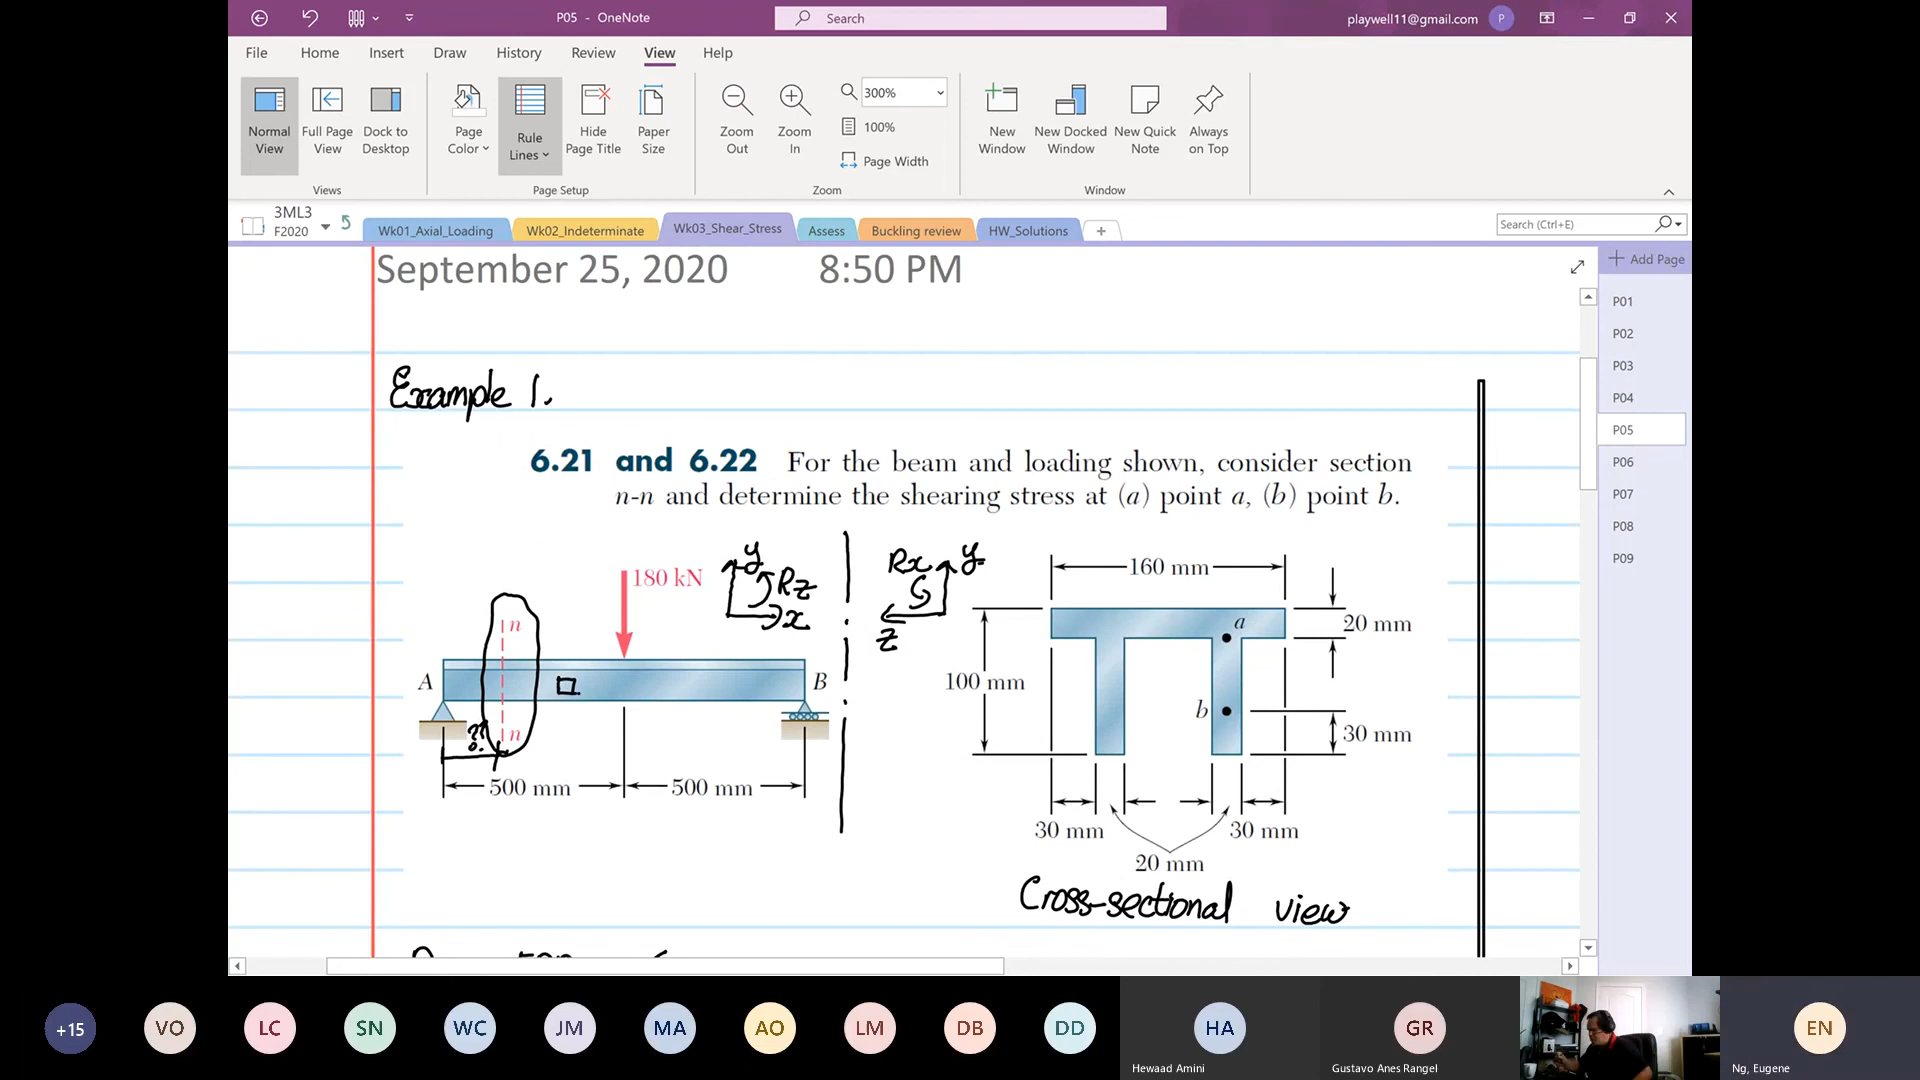 P05 - OneNote
Search
playwell11@gmail.com
P
File Home Insert Draw History Review View Help
Normal View
Full Page View
Dock to Desktop
Views
Page Color
Rule Lines
Hide Page Title
Paper Size
Page Setup
Zoom Out
Zoom In
300%
100%
Page Width
Zoom
New Window
New Docked Window
New Quick Note
Always on Top
Window
3ML3
F2020
Wk01_Axial_Loading
Wk02_Indeterminate
Wk03_Shear_Stress
Assess
Buckling review
HW_Solutions
+
Search (Ctrl+E)
Add Page
P01
P02
P03
P04
P05
P06
P07
P08
P09
September 25, 2020 8:50 PM
Example 1.
6.21 and 6.22 For the beam and loading shown, consider section
n-n and determine the shearing stress at (a) point a, (b) point b.
180 kN
y
Rz
x
Rx
y
z
n
n
A
B
??
500 mm
500 mm
160 mm
a
20 mm
100 mm
b
30 mm
30 mm
30 mm
20 mm
Cross-sectional view
+15
VO
LC
SN
WC
JM
MA
AO
LM
DB
DD
HA
Hewaad Amini
GR
Gustavo Anes Rangel
EN
Ng, Eugene